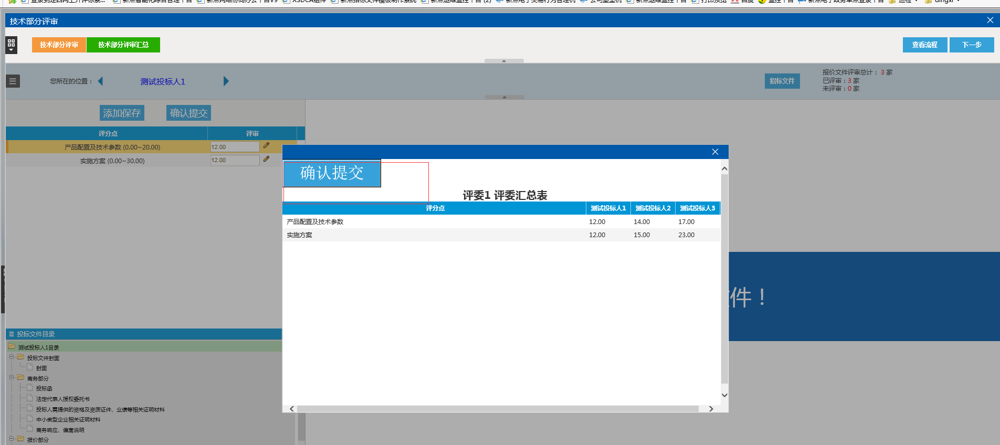 技术部分评审
技术部分评审
技术部分评审汇总
查看流程
下一步
您所在的位置：
测试投标人1
招标文件
报价文件评审总计： 3 家
已评审：3 家
未评审：0 家
添加保存
确认提交
评分点
评审
产品配置及技术参数 (0.00~20.00)
12.00
实施方案 (0.00~30.00)
12.00
确认提交
评委1 评委汇总表
评分点 测试投标人1 测试投标人2 测试投标人3
产品配置及技术参数 12.00 14.00 17.00
实施方案 12.00 15.00 23.00
件！
投标文件目录
测试投标人1目录
投标文件封面
封面
商务部分
投标函
法定代表人授权委托书
投标人需提供的资格及资质证件、业绩等相关证明材料
中小微型企业相关证明材料
商务响应、偏离说明
报价部分